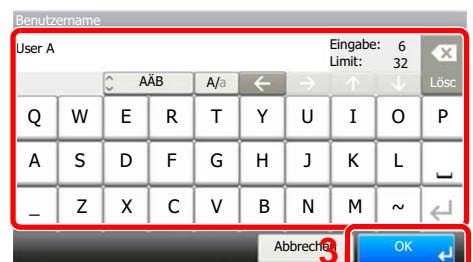 Benutzername
User A
Eingabe: 6
Limit: 32
AÄB A/a ← → ↑ ↓ Lösc
Q W E R T Y U I O P
A S D F G H J K L
_ Z X C V B N M ~
Abbrechen 3 OK